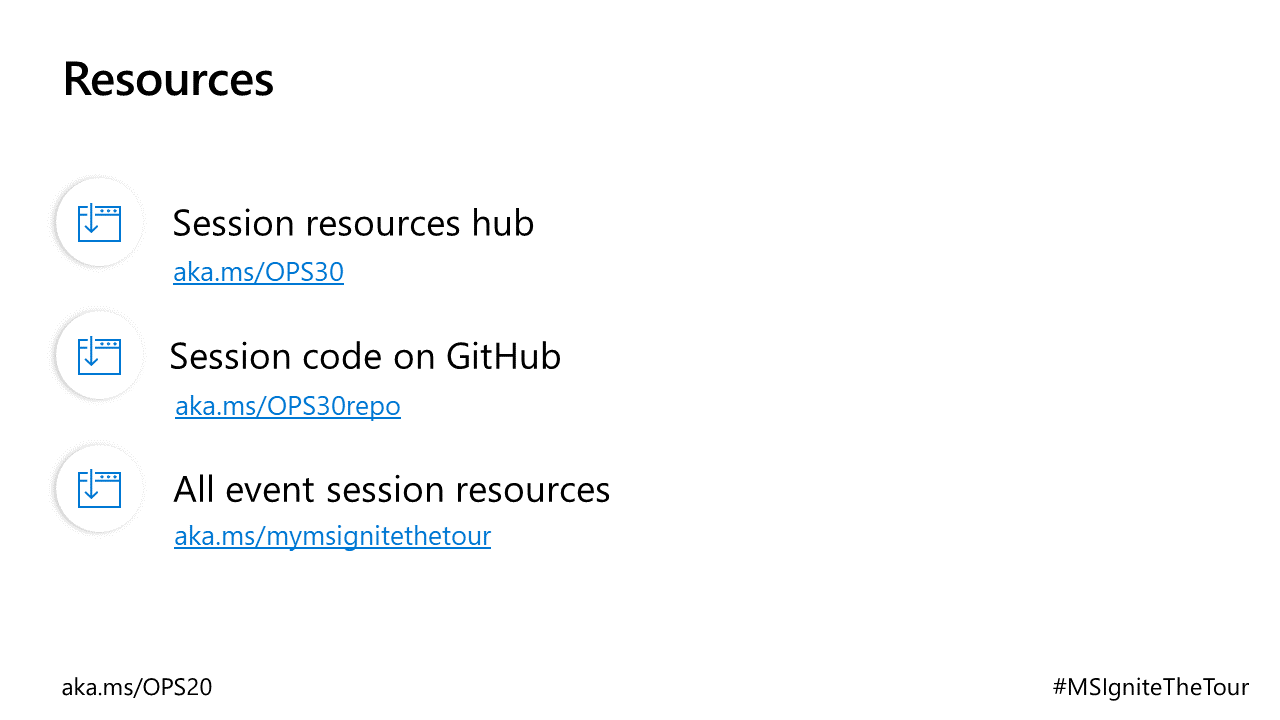 Resources
Session resources hub
aka.ms/OPS30
Session code on GitHub
aka.ms/OPS30repo
All event session resources
aka.ms/mymsignitethetour
aka.ms/OPS20
#MSIgniteTheTour